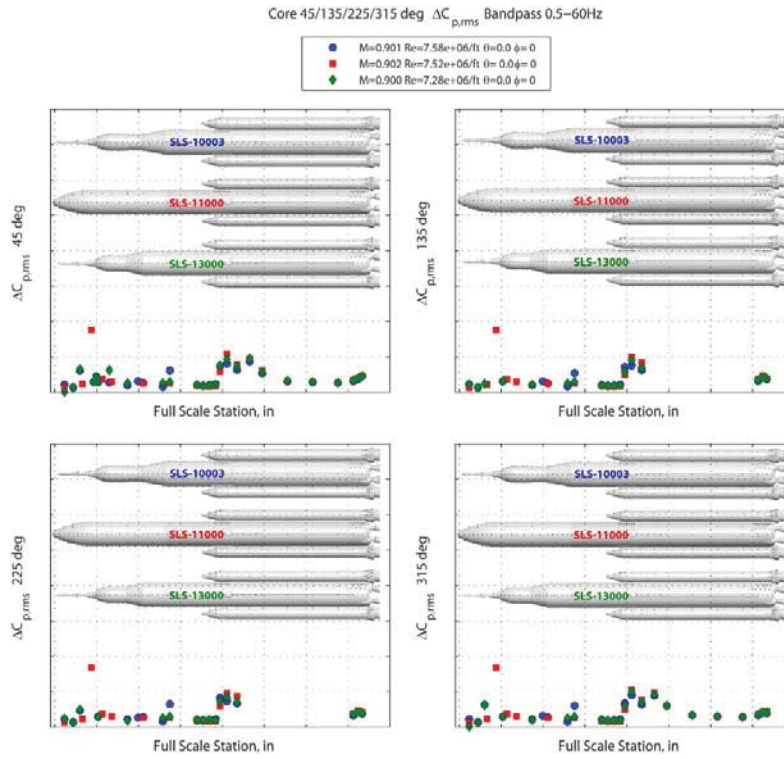 Core 45/135/225/315 deg ΔCp,rms Bandpass 0.5−60Hz
M=0.901 Re=7.58e+06/ft θ=0.0 ϕ= 0
M=0.902 Re=7.52e+06/ft θ= 0.0ϕ= 0
M=0.900 Re=7.28e+06/ft θ=0.0 ϕ= 0
ΔCp,rms 45 deg
SLS-10003
SLS-11000
SLS-13000
Full Scale Station, in
ΔCp,rms 135 deg
SLS-10003
SLS-11000
SLS-13000
Full Scale Station, in
ΔCp,rms 225 deg
SLS-10003
SLS-11000
SLS-13000
Full Scale Station, in
ΔCp,rms 315 deg
SLS-10003
SLS-11000
SLS-13000
Full Scale Station, in